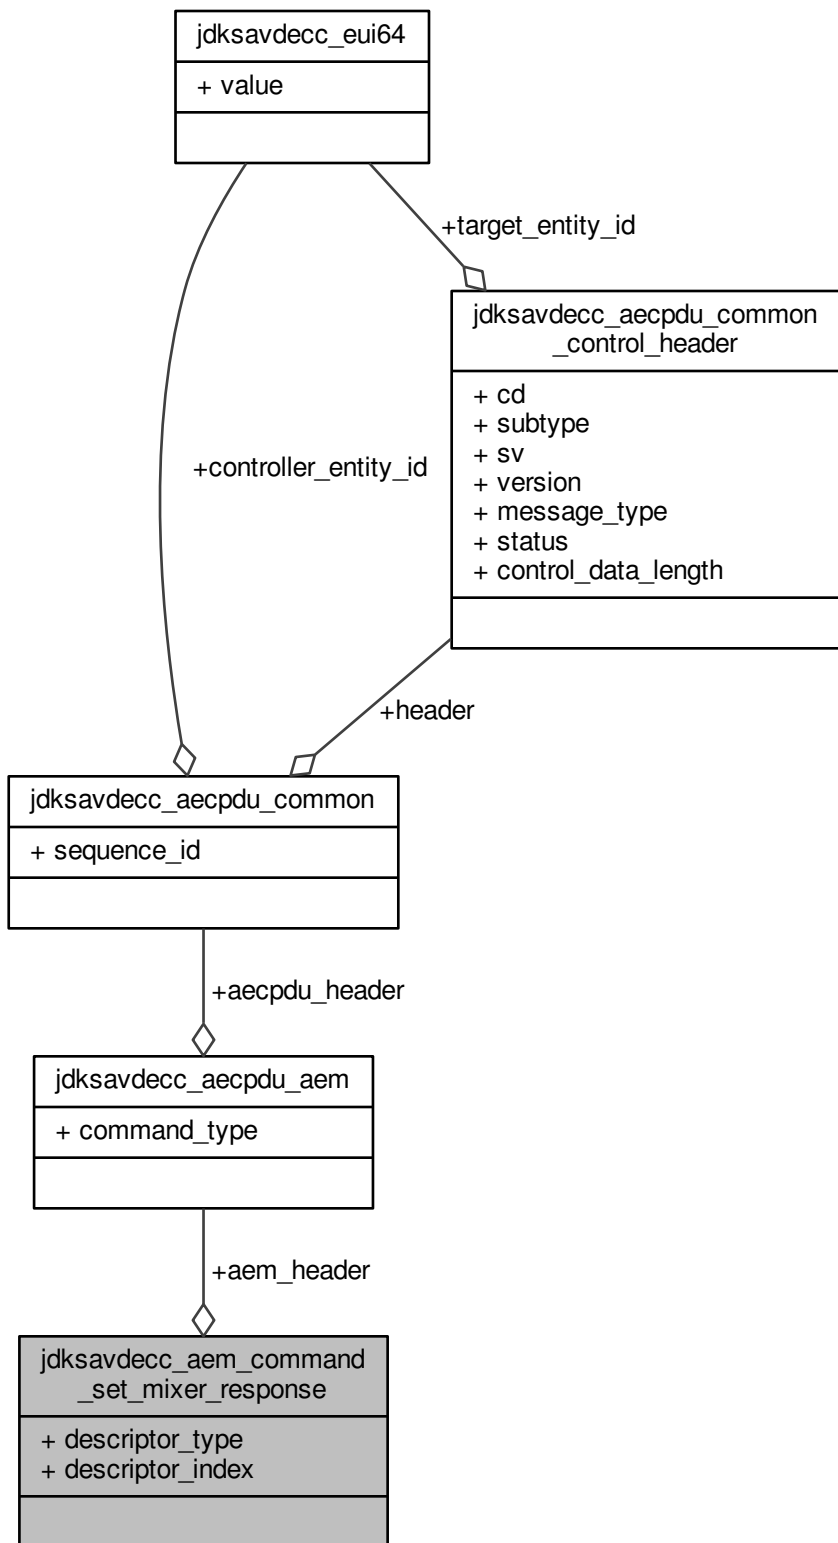 jdksavdecc_eui64
+ value
+target_entity_id
jdksavdecc_aecpdu_common
_control_header
+ cd
+ subtype
+ sv
+ version
+ message_type
+ status
+ control_data_length
+controller_entity_id
+header
jdksavdecc_aecpdu_common
+ sequence_id
+aecpdu_header
jdksavdecc_aecpdu_aem
+ command_type
+aem_header
jdksavdecc_aem_command
_set_mixer_response
+ descriptor_type
+ descriptor_index